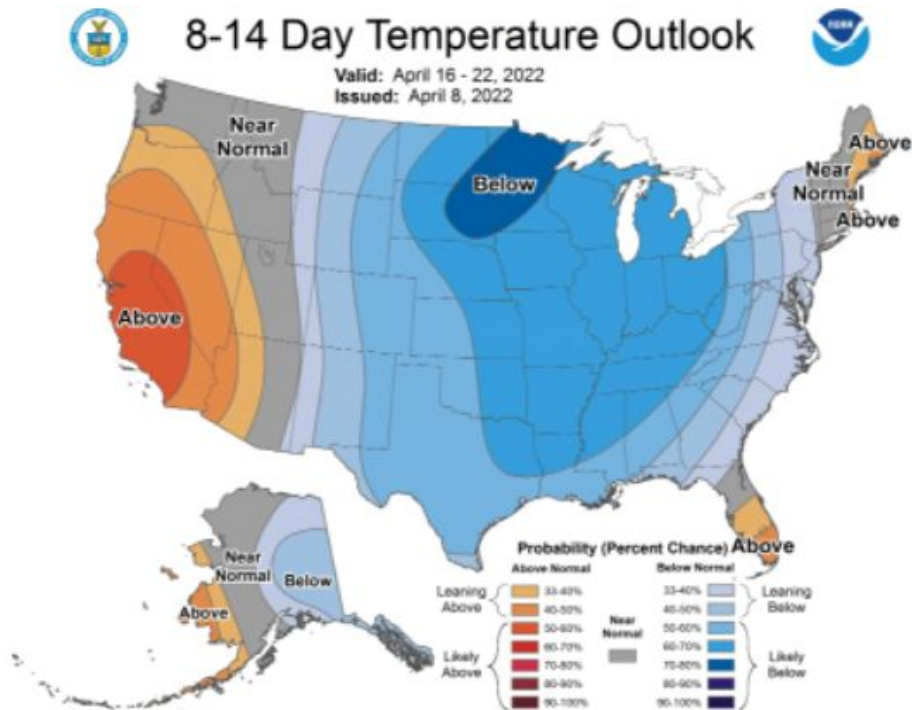 8-14 Day Temperature Outlook
NOAA
Valid: April 16 - 22, 2022
Issued: April 8, 2022
Near
Normal
Below
Above
Near
Normal
Above
Above
Above
Near
Normal
Below
Above
Probability (Percent Chance)
Above Normal
Below Normal
Leaning
Above
33-40%
40-50%
Likely
Above
50-60%
60-70%
70-80%
80-90%
90-100%
Near
Normal
33-40%
40-50%
Leaning
Below
50-60%
60-70%
70-80%
80-90%
90-100%
Likely
Below